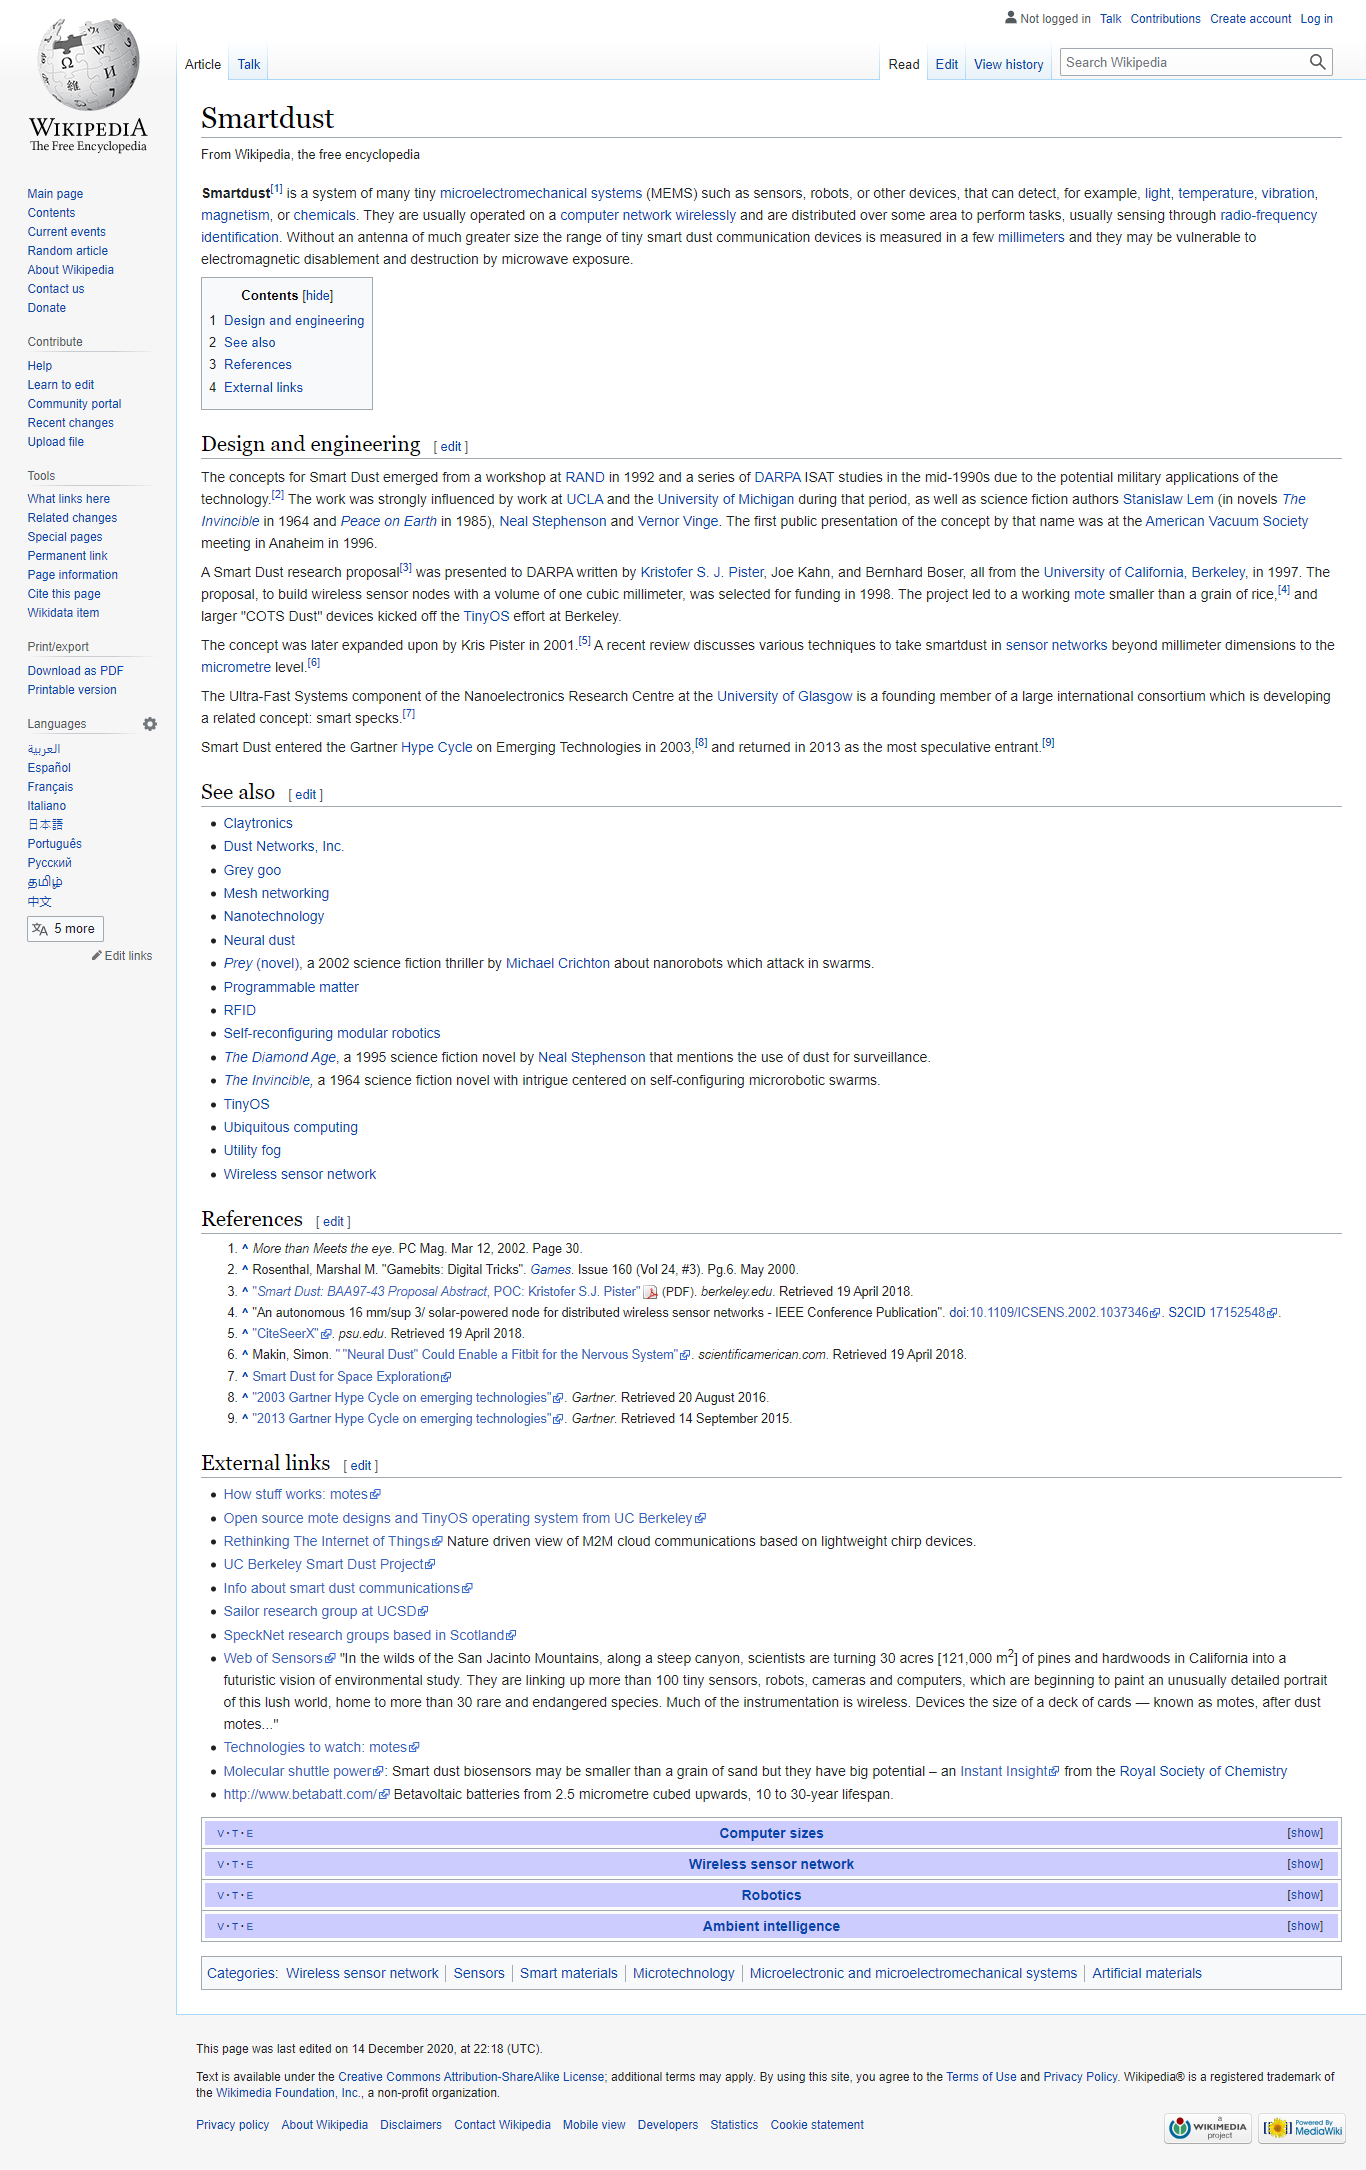 Not logged in Talk Contributions Create account Log in
Article Talk Read Edit View history Search Wikipedia
WIKIPEDIA
The Free Encyclopedia
Main page
Contents
Current events
Random article
About Wikipedia
Contact us
Donate
Contribute
Help
Learn to edit
Community portal
Recent changes
Upload file
Tools
What links here
Related changes
Special pages
Permanent link
Page information
Cite this page
Wikidata item
Print/export
Download as PDF
Printable version
Languages
العربية
Español
Français
Italiano
日本語
Português
Русский
தமிழ்
中文
5 more
Edit links
Smartdust
From Wikipedia, the free encyclopedia
Smartdust[1] is a system of many tiny microelectromechanical systems (MEMS) such as sensors, robots, or other devices, that can detect, for example, light, temperature, vibration,
magnetism, or chemicals. They are usually operated on a computer network wirelessly and are distributed over some area to perform tasks, usually sensing through radio-frequency
identification. Without an antenna of much greater size the range of tiny smart dust communication devices is measured in a few millimeters and they may be vulnerable to
electromagnetic disablement and destruction by microwave exposure.
Contents [hide]
1 Design and engineering
2 See also
3 References
4 External links
Design and engineering [ edit ]
The concepts for Smart Dust emerged from a workshop at RAND in 1992 and a series of DARPA ISAT studies in the mid-1990s due to the potential military applications of the
technology.[2] The work was strongly influenced by work at UCLA and the University of Michigan during that period, as well as science fiction authors Stanislaw Lem (in novels The
Invincible in 1964 and Peace on Earth in 1985), Neal Stephenson and Vernor Vinge. The first public presentation of the concept by that name was at the American Vacuum Society
meeting in Anaheim in 1996.
A Smart Dust research proposal[3] was presented to DARPA written by Kristofer S. J. Pister, Joe Kahn, and Bernhard Boser, all from the University of California, Berkeley, in 1997. The
proposal, to build wireless sensor nodes with a volume of one cubic millimeter, was selected for funding in 1998. The project led to a working mote smaller than a grain of rice,[4] and
larger "COTS Dust" devices kicked off the TinyOS effort at Berkeley.
The concept was later expanded upon by Kris Pister in 2001.[5] A recent review discusses various techniques to take smartdust in sensor networks beyond millimeter dimensions to the
micrometre level.[6]
The Ultra-Fast Systems component of the Nanoelectronics Research Centre at the University of Glasgow is a founding member of a large international consortium which is developing
a related concept: smart specks.[7]
Smart Dust entered the Gartner Hype Cycle on Emerging Technologies in 2003,[8] and returned in 2013 as the most speculative entrant.[9]
See also [ edit ]
• Claytronics
• Dust Networks, Inc.
• Grey goo
• Mesh networking
• Nanotechnology
• Neural dust
• Prey (novel), a 2002 science fiction thriller by Michael Crichton about nanorobots which attack in swarms.
• Programmable matter
• RFID
• Self-reconfiguring modular robotics
• The Diamond Age, a 1995 science fiction novel by Neal Stephenson that mentions the use of dust for surveillance.
• The Invincible, a 1964 science fiction novel with intrigue centered on self-configuring microrobotic swarms.
• TinyOS
• Ubiquitous computing
• Utility fog
• Wireless sensor network
References [ edit ]
1. ^ More than Meets the eye. PC Mag. Mar 12, 2002. Page 30.
2. ^ Rosenthal, Marshal M. "Gamebits: Digital Tricks". Games. Issue 160 (Vol 24, #3). Pg.6. May 2000.
3. ^ "Smart Dust: BAA97-43 Proposal Abstract, POC: Kristofer S.J. Pister" (PDF). berkeley.edu. Retrieved 19 April 2018.
4. ^ "An autonomous 16 mm/sup 3/ solar-powered node for distributed wireless sensor networks - IEEE Conference Publication". doi:10.1109/ICSENS.2002.1037346. S2CID 17152548.
5. ^ "CiteSeerX". psu.edu. Retrieved 19 April 2018.
6. ^ Makin, Simon. " "Neural Dust" Could Enable a Fitbit for the Nervous System". scientificamerican.com. Retrieved 19 April 2018.
7. ^ Smart Dust for Space Exploration
8. ^ "2003 Gartner Hype Cycle on emerging technologies". Gartner. Retrieved 20 August 2016.
9. ^ "2013 Gartner Hype Cycle on emerging technologies". Gartner. Retrieved 14 September 2015.
External links [ edit ]
• How stuff works: motes
• Open source mote designs and TinyOS operating system from UC Berkeley
• Rethinking The Internet of Things Nature driven view of M2M cloud communications based on lightweight chirp devices.
• UC Berkeley Smart Dust Project
• Info about smart dust communications
• Sailor research group at UCSD
• SpeckNet research groups based in Scotland
• Web of Sensors "In the wilds of the San Jacinto Mountains, along a steep canyon, scientists are turning 30 acres [121,000 m2] of pines and hardwoods in California into a
futuristic vision of environmental study. They are linking up more than 100 tiny sensors, robots, cameras and computers, which are beginning to paint an unusually detailed portrait
of this lush world, home to more than 30 rare and endangered species. Much of the instrumentation is wireless. Devices the size of a deck of cards — known as motes, after dust
motes..."
• Technologies to watch: motes
• Molecular shuttle power: Smart dust biosensors may be smaller than a grain of sand but they have big potential – an Instant Insight from the Royal Society of Chemistry
• http://www.betabatt.com/ Betavoltaic batteries from 2.5 micrometre cubed upwards, 10 to 30-year lifespan.
V·T·E Computer sizes [show]
V·T·E Wireless sensor network [show]
V·T·E Robotics [show]
V·T·E Ambient intelligence [show]
Categories: Wireless sensor network | Sensors | Smart materials | Microtechnology | Microelectronic and microelectromechanical systems | Artificial materials
This page was last edited on 14 December 2020, at 22:18 (UTC).
Text is available under the Creative Commons Attribution-ShareAlike License; additional terms may apply. By using this site, you agree to the Terms of Use and Privacy Policy. Wikipedia® is a registered trademark of
the Wikimedia Foundation, Inc., a non-profit organization.
Privacy policy About Wikipedia Disclaimers Contact Wikipedia Mobile view Developers Statistics Cookie statement
a WIKIMEDIA project Powered By MediaWiki